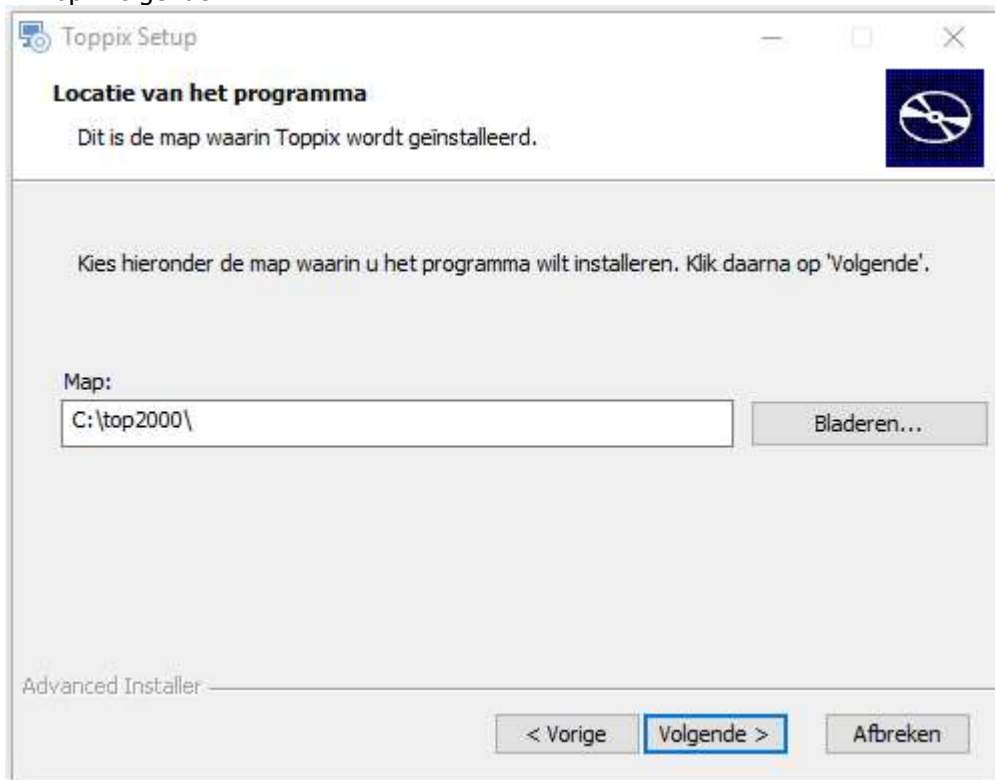 Toppix Setup
Locatie van het programma
Dit is de map waarin Toppix wordt geïnstalleerd.
Kies hieronder de map waarin u het programma wilt installeren. Klik daarna op 'Volgende'.
Map:
C:\top2000\
Bladeren...
Advanced Installer
< Vorige
Volgende >
Afbreken